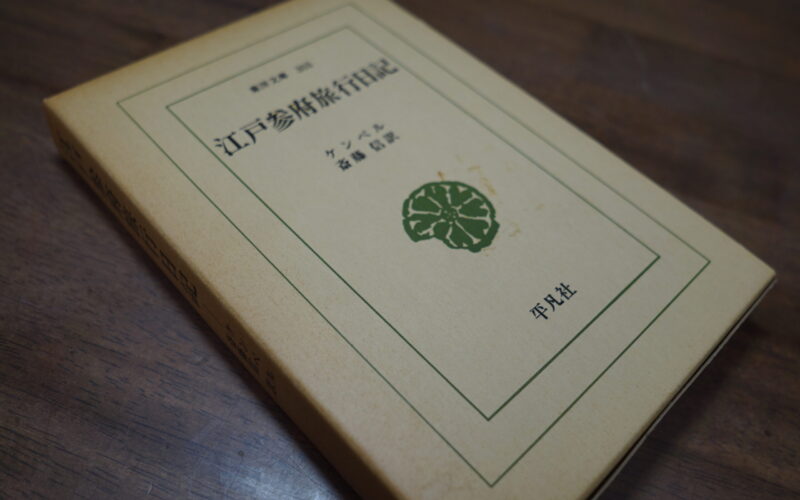 東洋文庫 303
江戸参府旅行日記
ケンペル
斎藤 信訳
平凡社